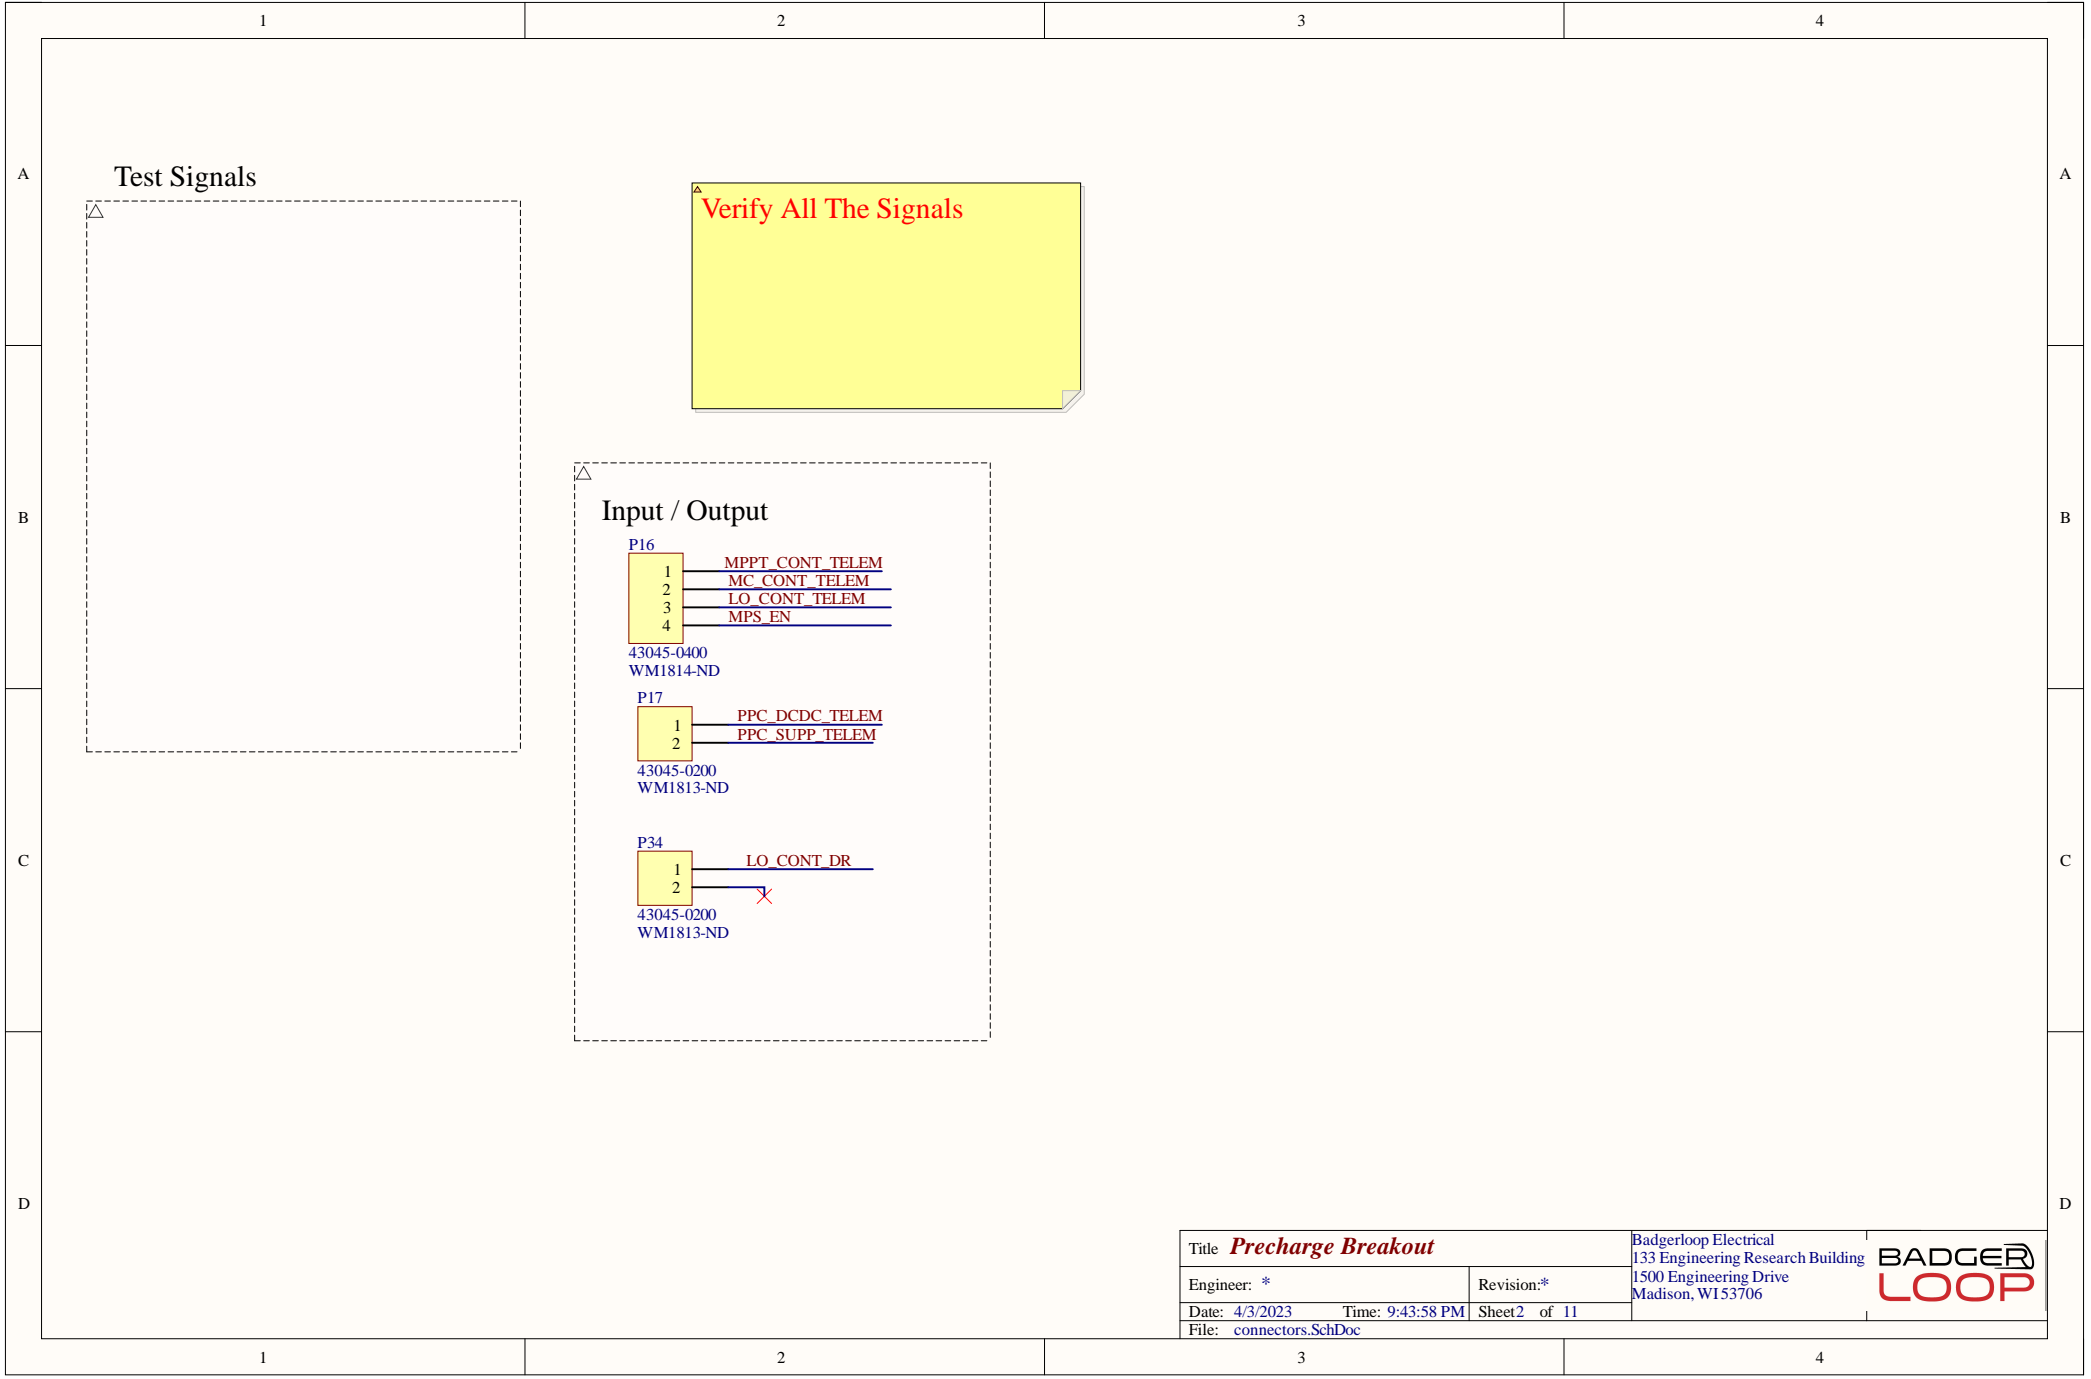 1 2 3 4
A A
Test Signals
Verify All The Signals
B B
Input / Output
P16
1 MPPT_CONT_TELEM
2 MC_CONT_TELEM
3 LO_CONT_TELEM
4 MPS_EN
43045-0400
WM1814-ND
P17
1 PPC_DCDC_TELEM
2 PPC_SUPP_TELEM
43045-0200
WM1813-ND
P34
1 LO_CONT_DR
2
43045-0200
WM1813-ND
C C
D D
Title Precharge Breakout
Engineer: * Revision:*
Date: 4/3/2023 Time: 9:43:58 PM Sheet2 of 11
File: connectors.SchDoc
Badgerloop Electrical
133 Engineering Research Building
1500 Engineering Drive
Madison, WI 53706
BADGER
LOOP
1 2 3 4